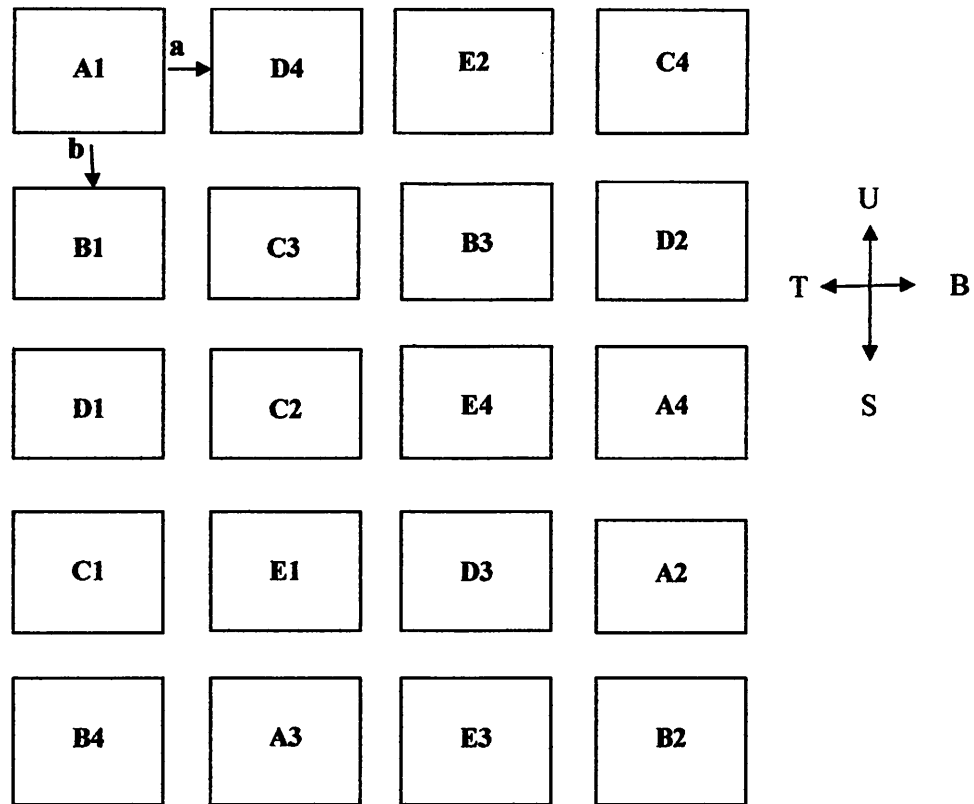 A1 a D4 E2 C4
b
B1 C3 B3 D2
U
T B
D1 C2 E4 A4
S
C1 E1 D3 A2
B4 A3 E3 B2